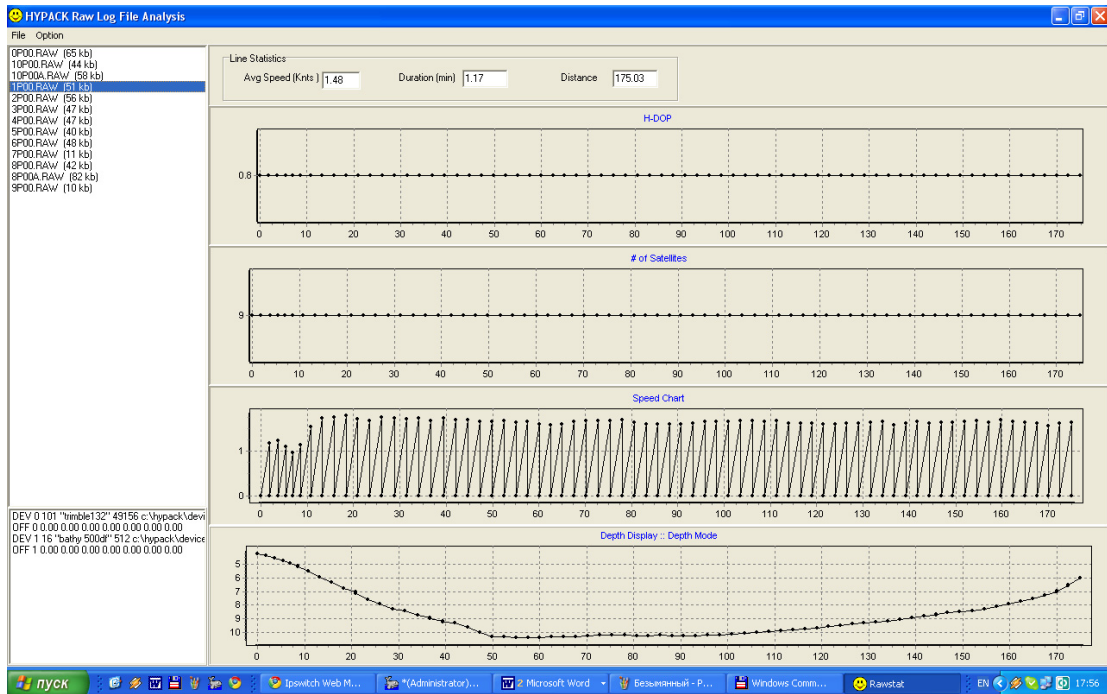 HYPACK Raw Log File Analysis
File Option
0P00.RAW (65 kb)
10P00.RAW (44 kb)
10P00A.RAW (58 kb)
1P00.RAW (51 kb)
2P00.RAW (56 kb)
3P00.RAW (47 kb)
4P00.RAW (47 kb)
5P00.RAW (40 kb)
6P00.RAW (48 kb)
7P00.RAW (11 kb)
8P00.RAW (42 kb)
8P00A.RAW (82 kb)
9P00.RAW (10 kb)
DEV 0 101 "trimble132" 49156 c:\hypack\devi
OFF 0 0.00 0.00 0.00 0.00 0.00 0.00 0.00
DEV 1 16 "bathy 500df" 512 c:\hypack\device
OFF 1 0.00 0.00 0.00 0.00 0.00 0.00 0.00
Line Statistics
Avg Speed (Knts ) 1.48 Duration (min) 1.17 Distance 175.03
H-DOP
0.8
0 10 20 30 40 50 60 70 80 90 100 110 120 130 140 150 160 170
# of Satellites
9
0 10 20 30 40 50 60 70 80 90 100 110 120 130 140 150 160 170
Speed Chart
1
0
0 10 20 30 40 50 60 70 80 90 100 110 120 130 140 150 160 170
Depth Display :: Depth Mode
5
6
7
8
9
10
0 10 20 30 40 50 60 70 80 90 100 110 120 130 140 150 160 170
пуск Ipswitch Web M... *(Administrator)... 2 Microsoft Word Безымянный - P... Windows Comm... Rawstat EN 17:56